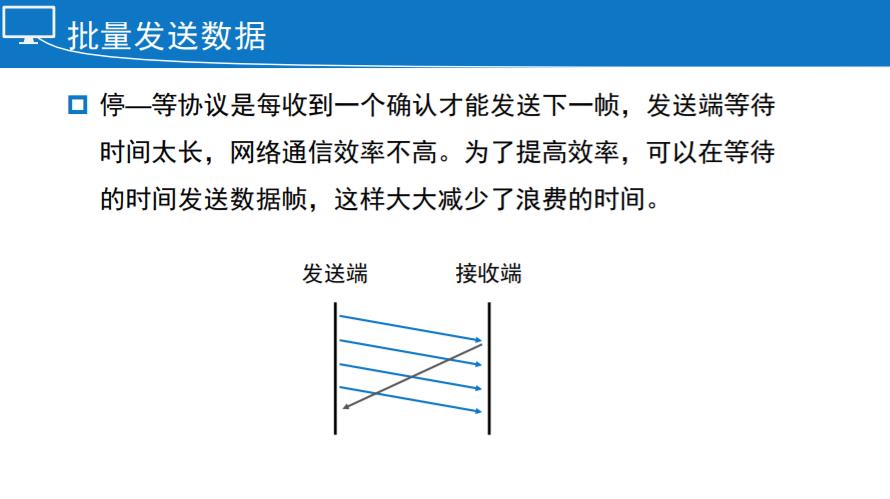 批量发送数据
停—等协议是每收到一个确认才能发送下一帧，发送端等待
时间太长，网络通信效率不高。为了提高效率，可以在等待
的时间发送数据帧，这样大大减少了浪费的时间。
发送端 接收端